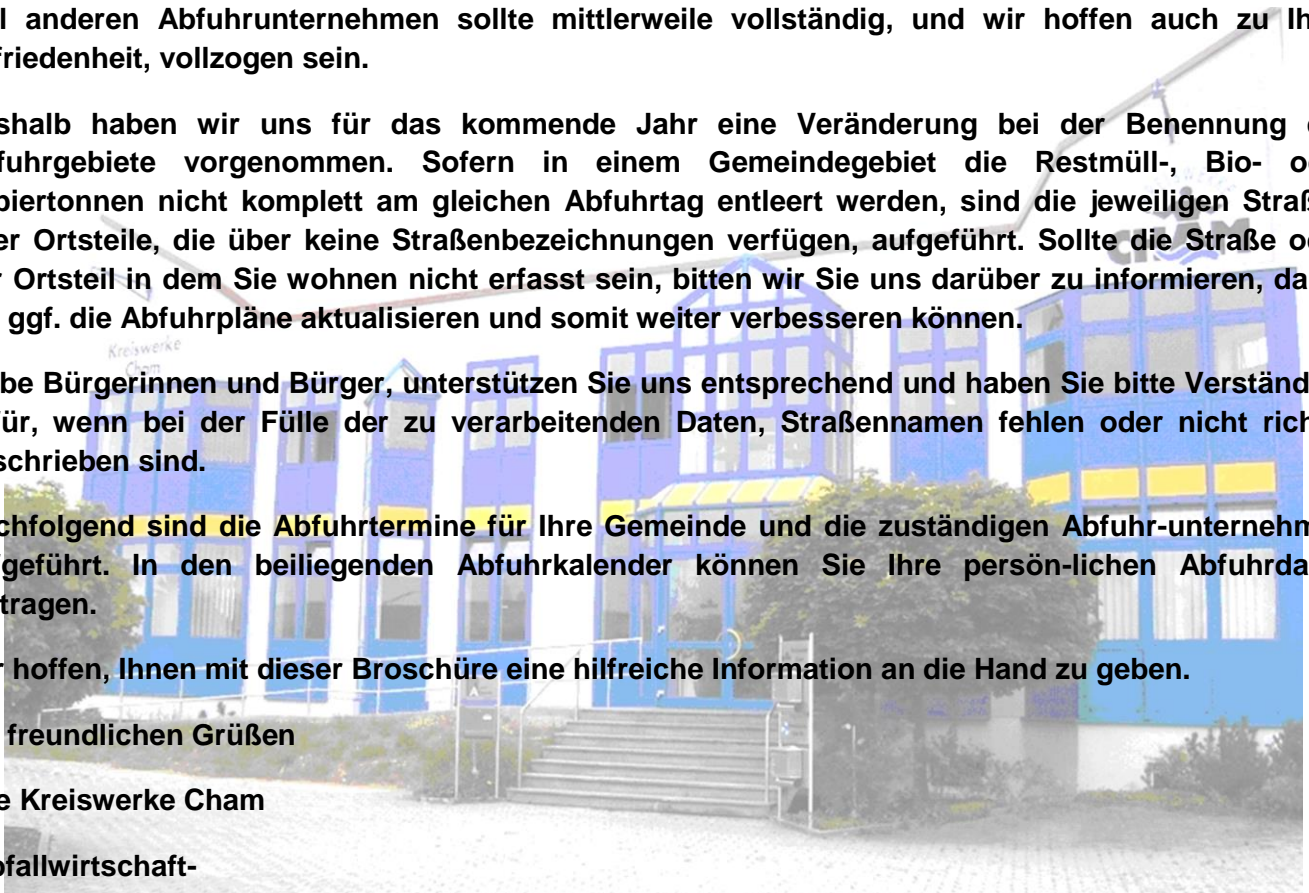 l anderen Abfuhrunternehmen sollte mittlerweile vollständig, und wir hoffen auch zu Ih
friedenheit, vollzogen sein.
shalb haben wir uns für das kommende Jahr eine Veränderung bei der Benennung
fuhrgebiete vorgenommen. Sofern in einem Gemeindegebiet die Restmüll-, Bio- o
piertonnen nicht komplett am gleichen Abfuhrtag entleert werden, sind die jeweiligen Straß
er Ortsteile, die über keine Straßenbezeichnungen verfügen, aufgeführt. Sollte die Straße o
r Ortsteil in dem Sie wohnen nicht erfasst sein, bitten wir Sie uns darüber zu informieren, da
ggf. die Abfuhrpläne aktualisieren und somit weiter verbesseren können.
be Bürgerinnen und Bürger, unterstützen Sie uns entsprechend und haben Sie bitte Verständ
für, wenn bei der Fülle der zu verarbeitenden Daten, Straßennamen fehlen oder nicht rich
schrieben sind.
chfolgend sind die Abfuhrtermine für Ihre Gemeinde und die zuständigen Abfuhr-unternehm
geführt. In den beiliegenden Abfuhrkalender können Sie Ihre persön-lichen Abfuhrda
tragen.
r hoffen, Ihnen mit dieser Broschüre eine hilfreiche Information an die Hand zu geben.
freundlichen Grüßen
e Kreiswerke Cham
fallwirtschaft-
Kreiswerke
Cham
CHAM